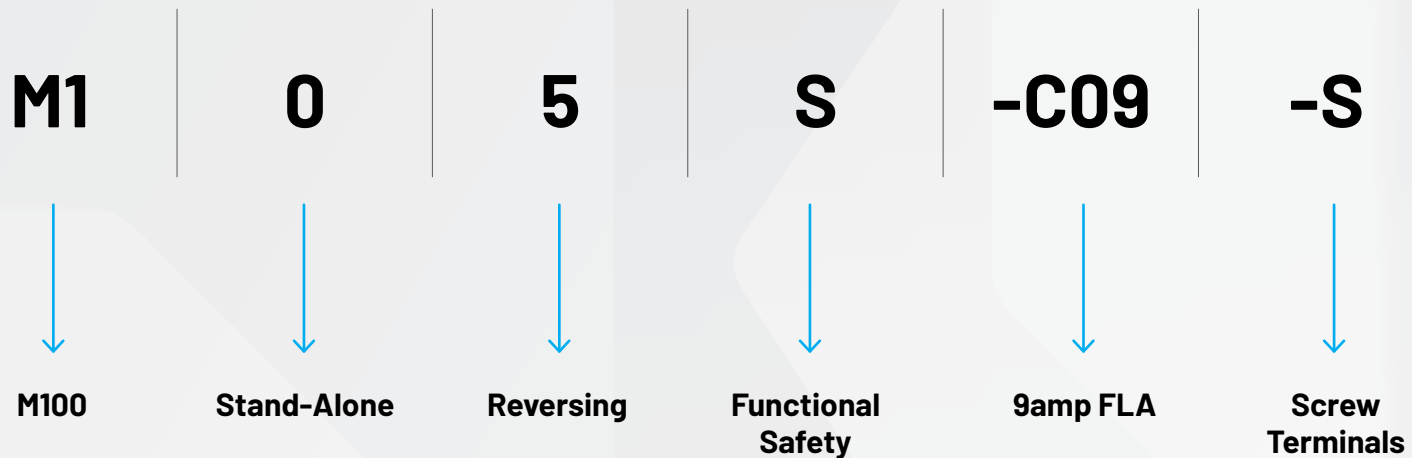 M1 0 5 S -C09 -S
M100 Stand-Alone Reversing Functional Safety 9amp FLA Screw Terminals